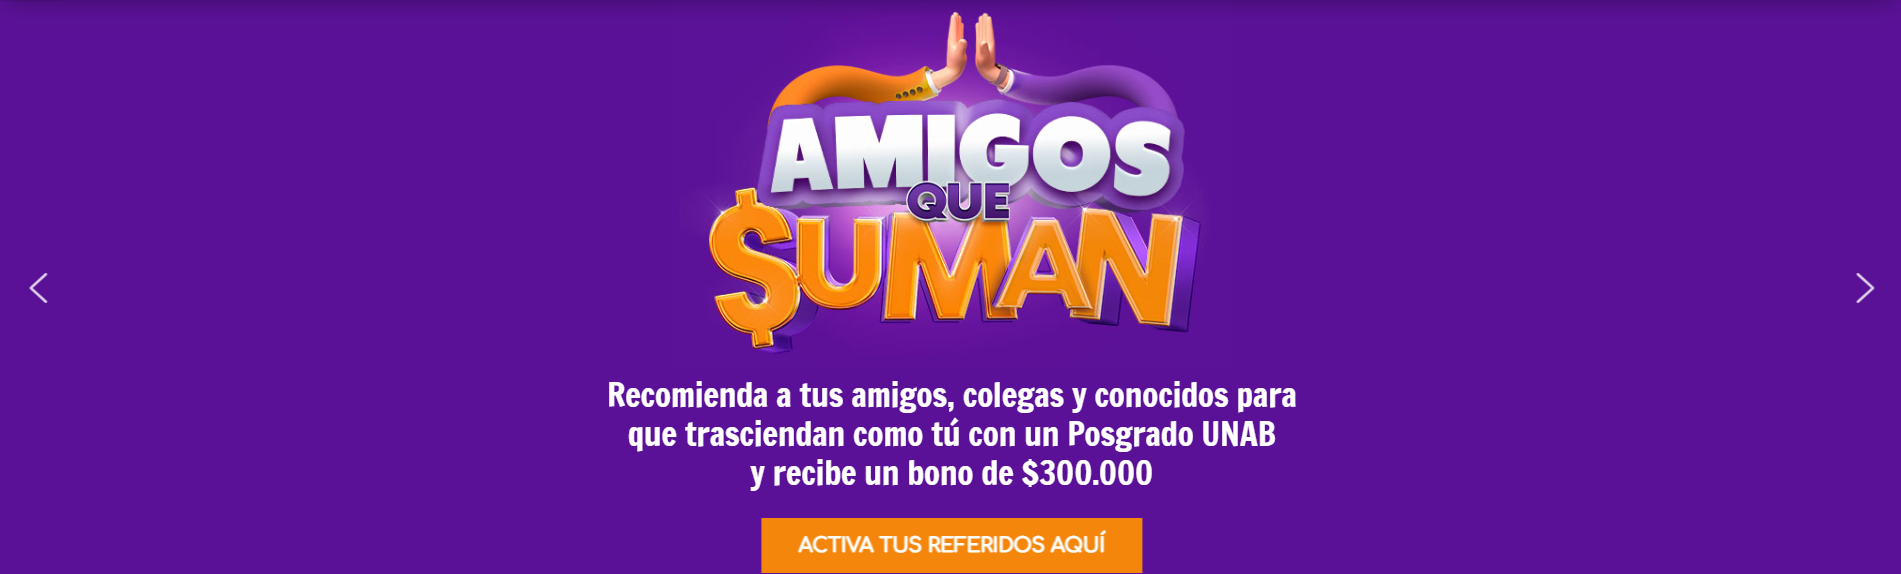 AMIGOS
QUE
$UMAN
Recomienda a tus amigos, colegas y conocidos para
que trasciendan como tú con un Posgrado UNAB
y recibe un bono de $300.000
ACTIVA TUS REFERIDOS AQUÍ